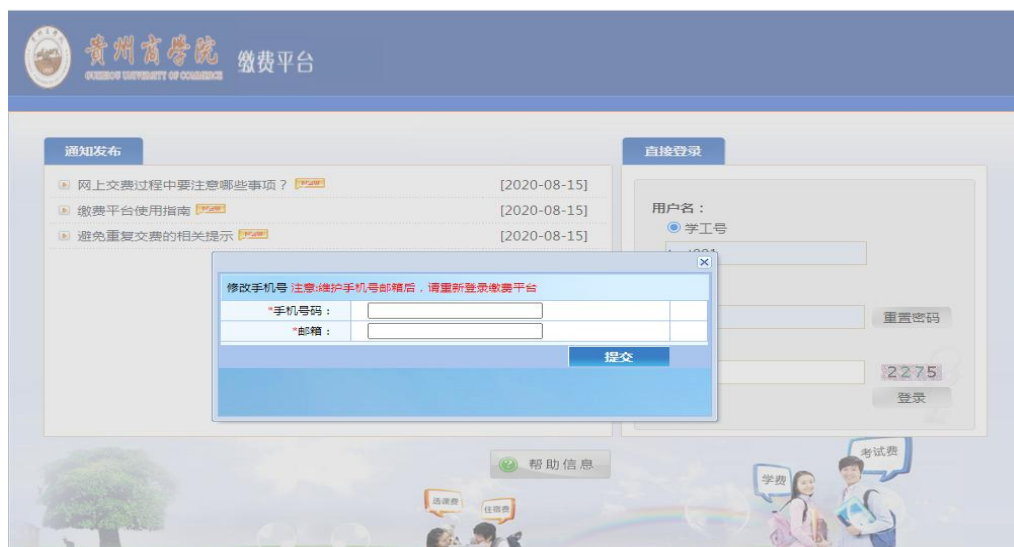 贵州商學院 缴费平台
GUIZHOU UNIVERSITY OF COMMERCE
通知发布
网上交费过程中要注意哪些事项？
[2020-08-15]
缴费平台使用指南
[2020-08-15]
避免重复交费的相关提示
[2020-08-15]
直接登录
用户名：
学工号
修改手机号 注意:维护手机号邮箱后，请重新登录缴费平台
*手机号码：
*邮箱：
提交
重置密码
2275
登录
帮助信息
选课费
住宿费
学费
考试费